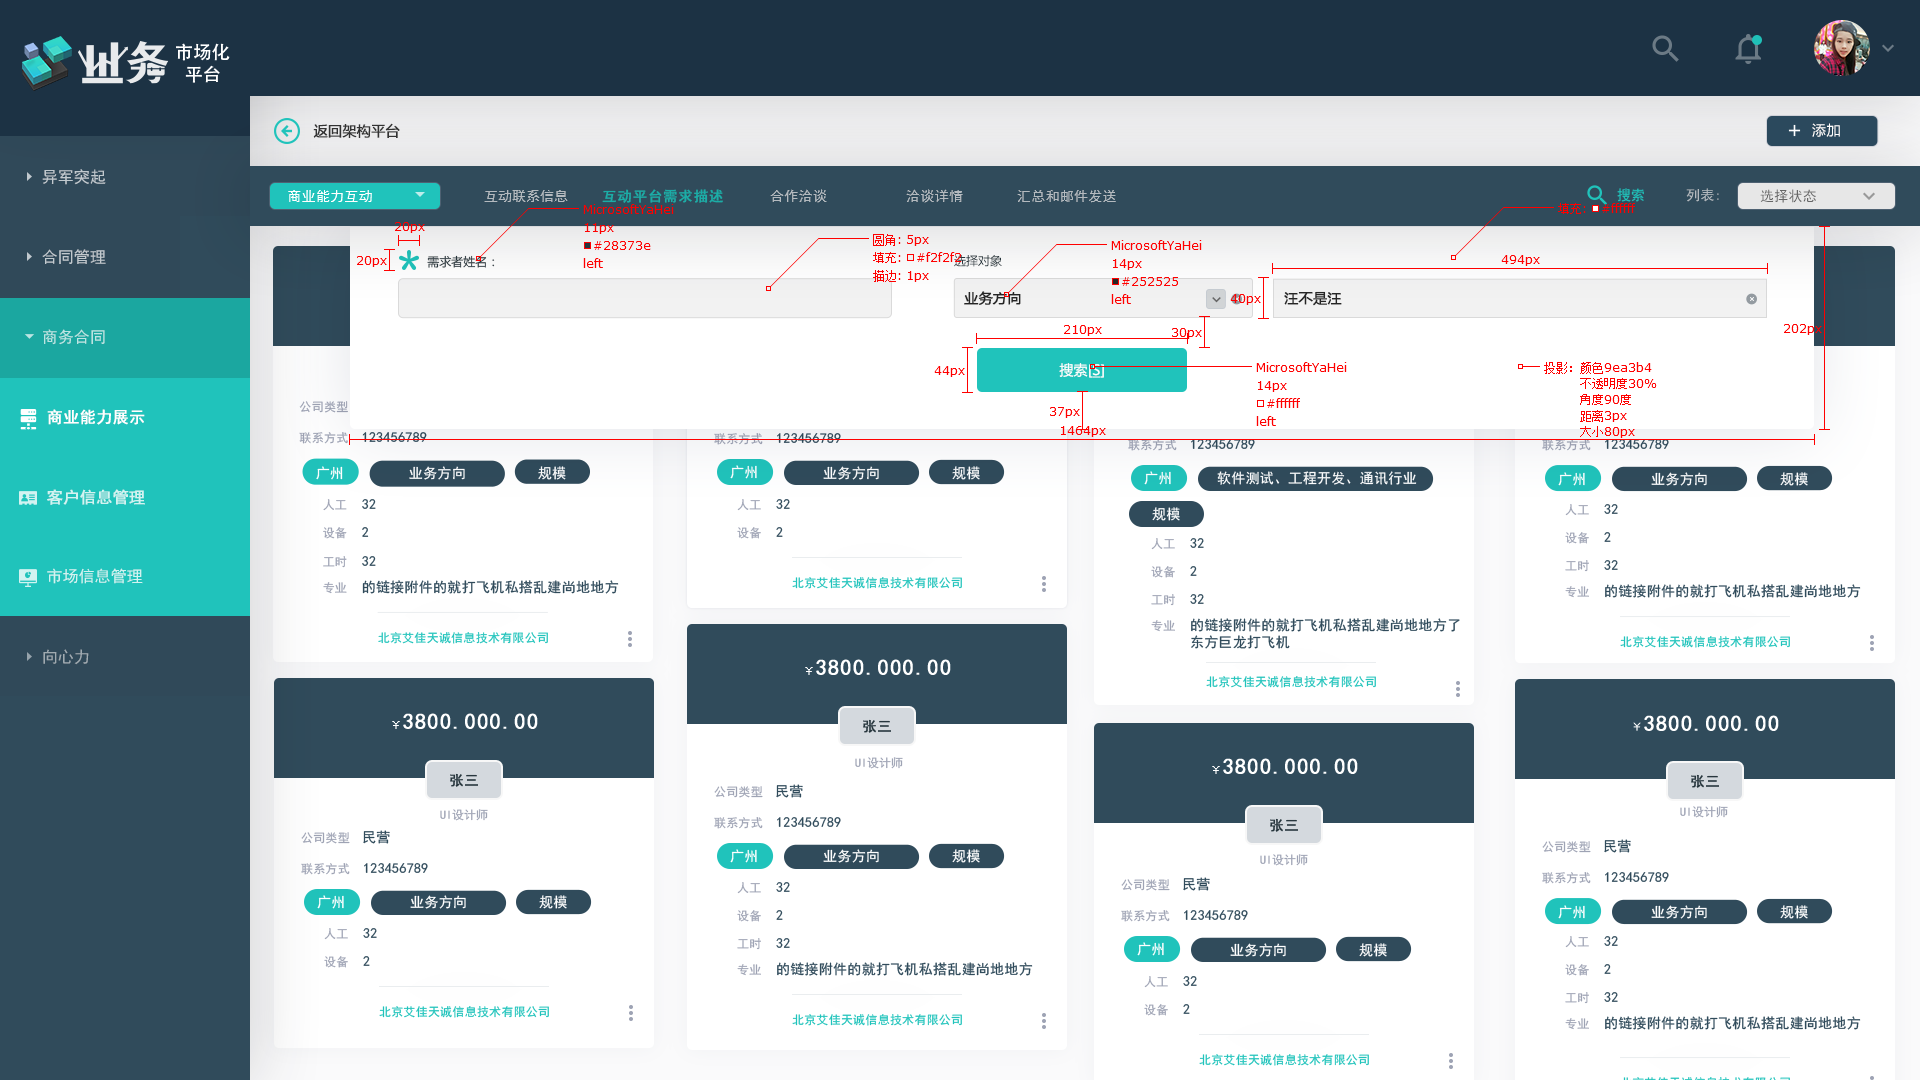 业务 市场化
平台
返回架构平台
+ 添加
异军突起
合同管理
商务合同
商业能力展示
客户信息管理
市场信息管理
向心力
商业能力互动
互动联系信息
互动平台需求描述
合作洽谈
洽谈详情
汇总和邮件发送
搜索
列表：
选择状态
20px
MicrosoftYaHei
11px
#28373e
left
20px
需求者姓名：
圆角：5px
填充：#f2f2f2
描边：1px
选择对象
MicrosoftYaHei
14px
#252525
left
业务方向
40px
填充：#ffffff
494px
汪不是汪
202px
210px
30px
44px
搜索
MicrosoftYaHei
14px
#ffffff
left
37px
1464px
投影：颜色9ea3b4
不透明度30%
角度90度
距离3px
大小80px
公司类型
联系方式 123456789
广州 业务方向 规模
人工 32
设备 2
工时 32
专业 的链接附件的就打飞机私搭乱建尚地地方
北京艾佳天诚信息技术有限公司
联系方式 123456789
广州 业务方向 规模
人工 32
设备 2
北京艾佳天诚信息技术有限公司
联系方式 123456789
广州 软件测试、工程开发、通讯行业
规模
人工 32
设备 2
工时 32
专业 的链接附件的就打飞机私搭乱建尚地地方了
东方巨龙打飞机
北京艾佳天诚信息技术有限公司
联系方式 123456789
广州 业务方向 规模
人工 32
设备 2
工时 32
专业 的链接附件的就打飞机私搭乱建尚地地方
北京艾佳天诚信息技术有限公司
¥3800.000.00
张三
UI设计师
公司类型 民营
联系方式 123456789
广州 业务方向 规模
人工 32
设备 2
北京艾佳天诚信息技术有限公司
¥3800.000.00
张三
UI设计师
公司类型 民营
联系方式 123456789
广州 业务方向 规模
人工 32
设备 2
工时 32
专业 的链接附件的就打飞机私搭乱建尚地地方
北京艾佳天诚信息技术有限公司
¥3800.000.00
张三
UI设计师
公司类型 民营
联系方式 123456789
广州 业务方向 规模
人工 32
设备 2
北京艾佳天诚信息技术有限公司
¥3800.000.00
张三
UI设计师
公司类型 民营
联系方式 123456789
广州 业务方向 规模
人工 32
设备 2
工时 32
专业 的链接附件的就打飞机私搭乱建尚地地方